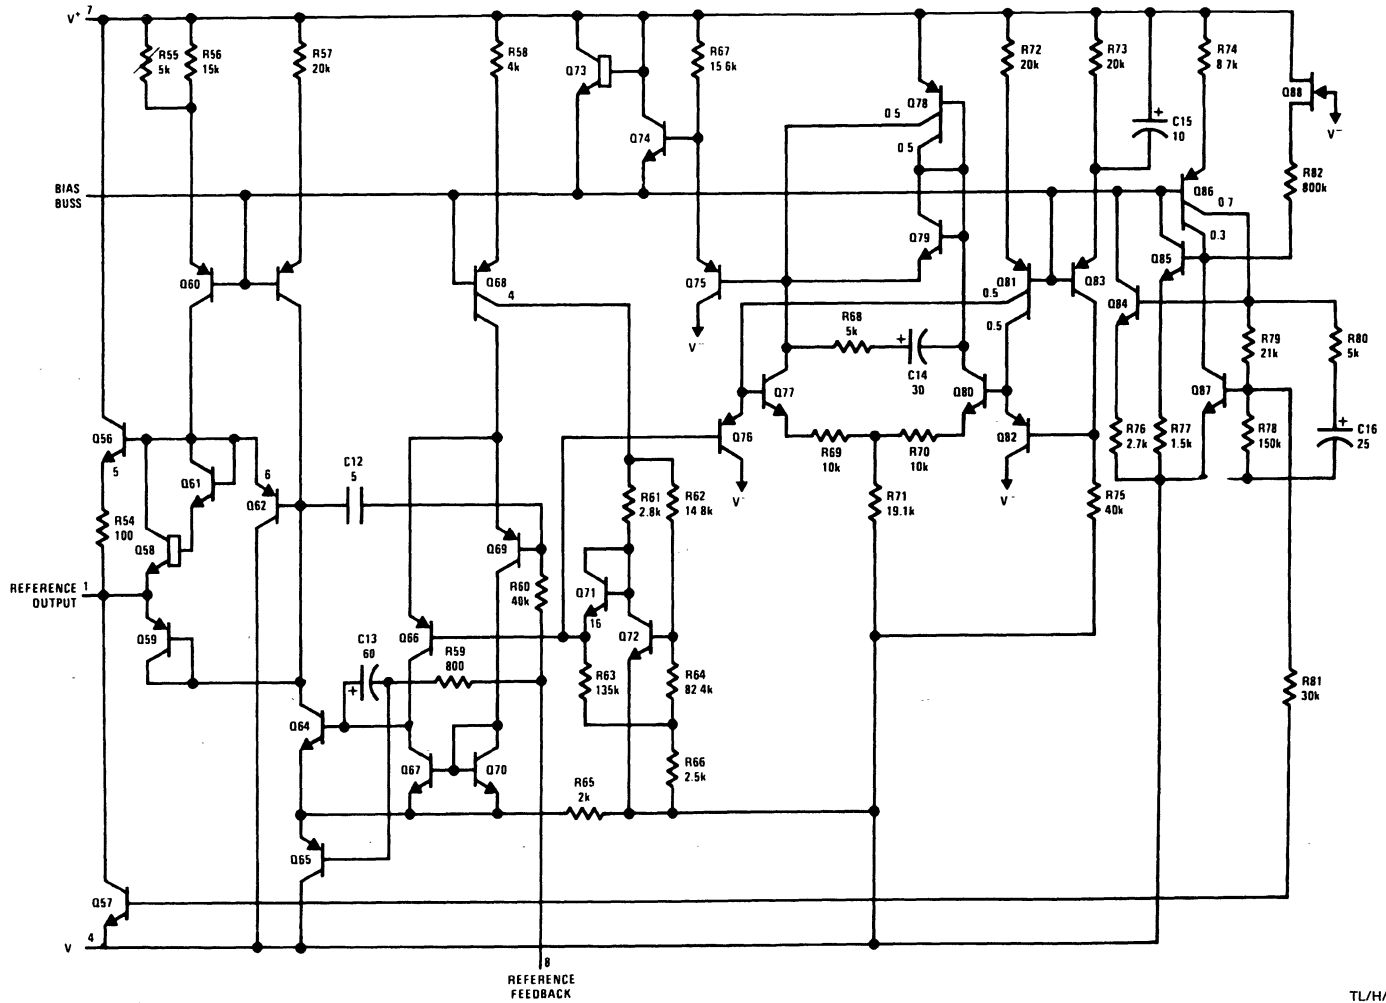 V+ 7
R55
5k
R56
15k
R57
20k
R58
4k
Q73
R67
15 6k
Q74
Q78
0 5
0 5
R72
20k
R73
20k
C15
+
10
R74
8 7k
Q88
V-
R82
800k
BIAS
BUSS
Q60
Q68
4
Q75
V-
Q79
Q81
0.5
0.5
Q83
Q86
0 7
0.3
Q85
Q84
R68
5k
+
C14
30
R79
21k
R80
5k
Q77
Q80
Q87
Q56
5
Q61
6
Q62
C12
5
Q76
V-
R69
10k
R70
10k
Q82
V-
R76
2.7k
R77
1.5k
R78
150k
+
C16
25
R54
100
Q58
R61
2.8k
R62
14 8k
R71
19.1k
R75
40k
Q69
R60
40k
REFERENCE 1
OUTPUT
Q71
16
Q72
Q59
Q66
C13
60
+
R59
800
R63
135k
R64
82 4k
R81
30k
Q64
Q67
Q70
R65
2k
R66
2.5k
Q65
Q57
V 4
8
REFERENCE
FEEDBACK
TL/H/